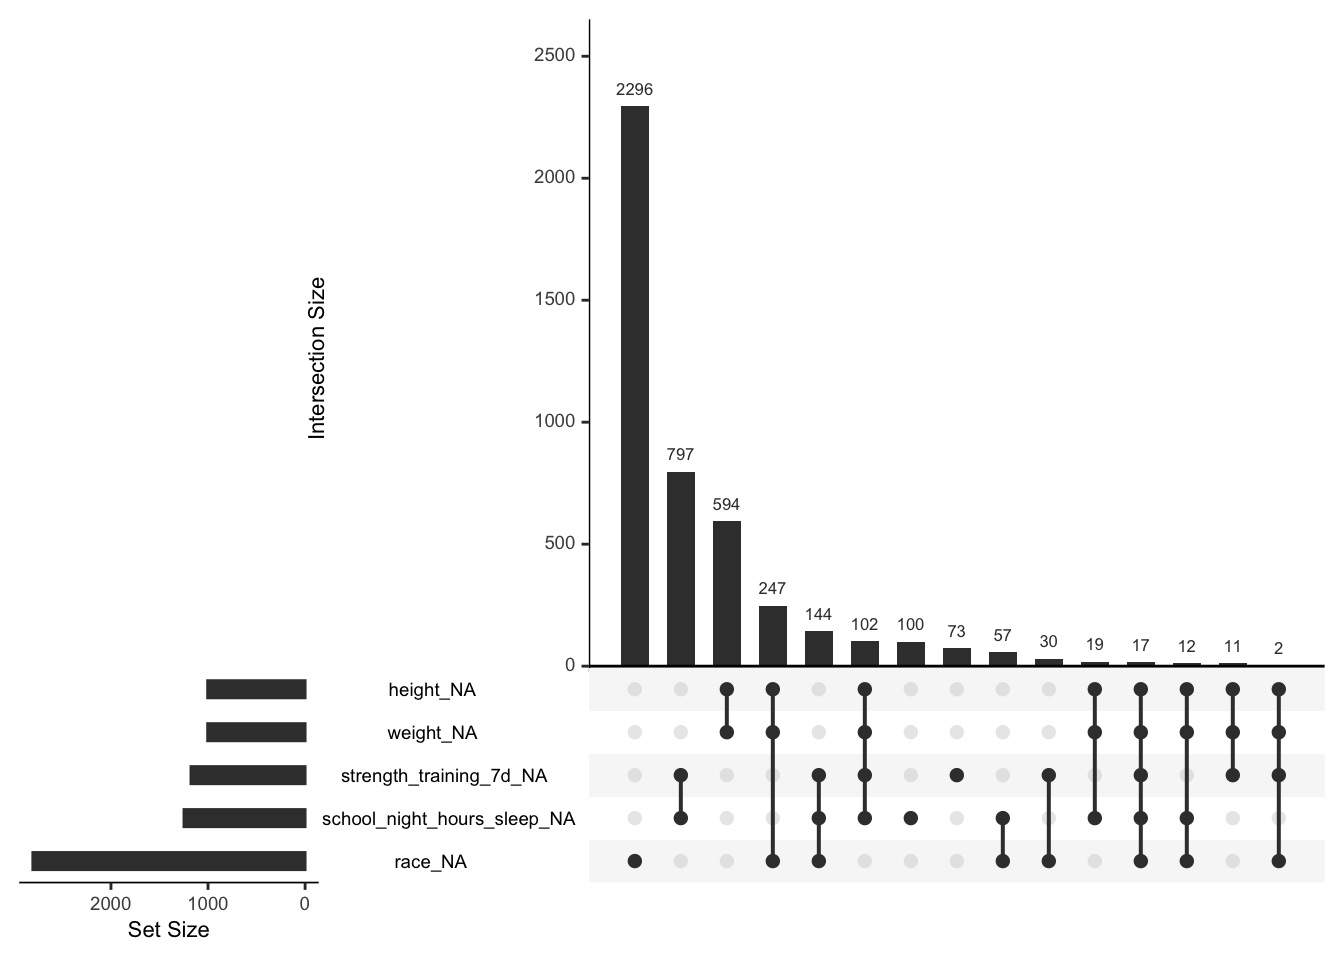 2500
2296
2000
1500
Intersection Size
1000
797
594
500
247
144
102
100
73
57
30
19
17
12
11
2
0
height_NA
weight_NA
strength_training_7d_NA
school_night_hours_sleep_NA
race_NA
2000 1000 0
Set Size